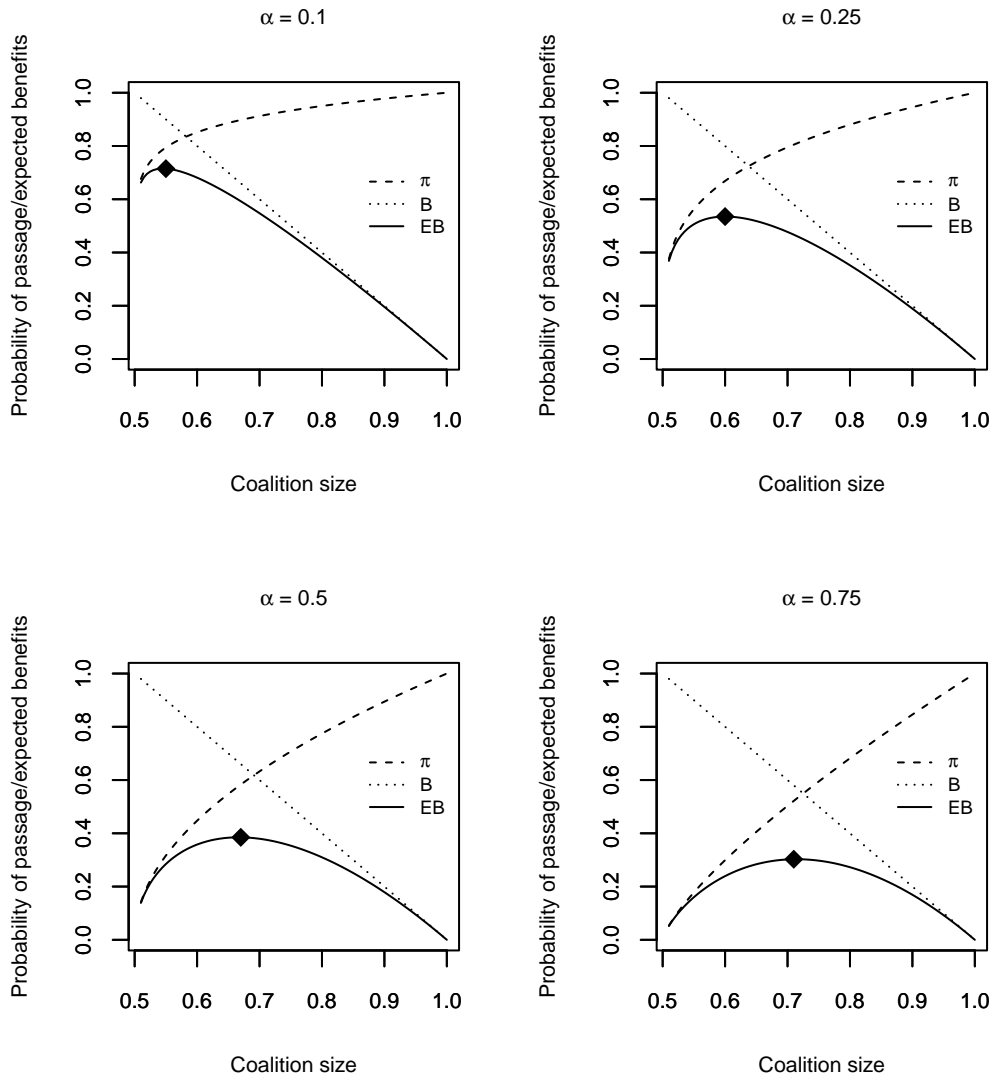 α = 0.1
Probability of passage/expected benefits
1.0
0.8
0.6
0.4
0.2
0.0
π
B
EB
0.5 0.6 0.7 0.8 0.9 1.0
Coalition size
α = 0.25
Probability of passage/expected benefits
1.0
0.8
0.6
0.4
0.2
0.0
π
B
EB
0.5 0.6 0.7 0.8 0.9 1.0
Coalition size
α = 0.5
Probability of passage/expected benefits
1.0
0.8
0.6
0.4
0.2
0.0
π
B
EB
0.5 0.6 0.7 0.8 0.9 1.0
Coalition size
α = 0.75
Probability of passage/expected benefits
1.0
0.8
0.6
0.4
0.2
0.0
π
B
EB
0.5 0.6 0.7 0.8 0.9 1.0
Coalition size